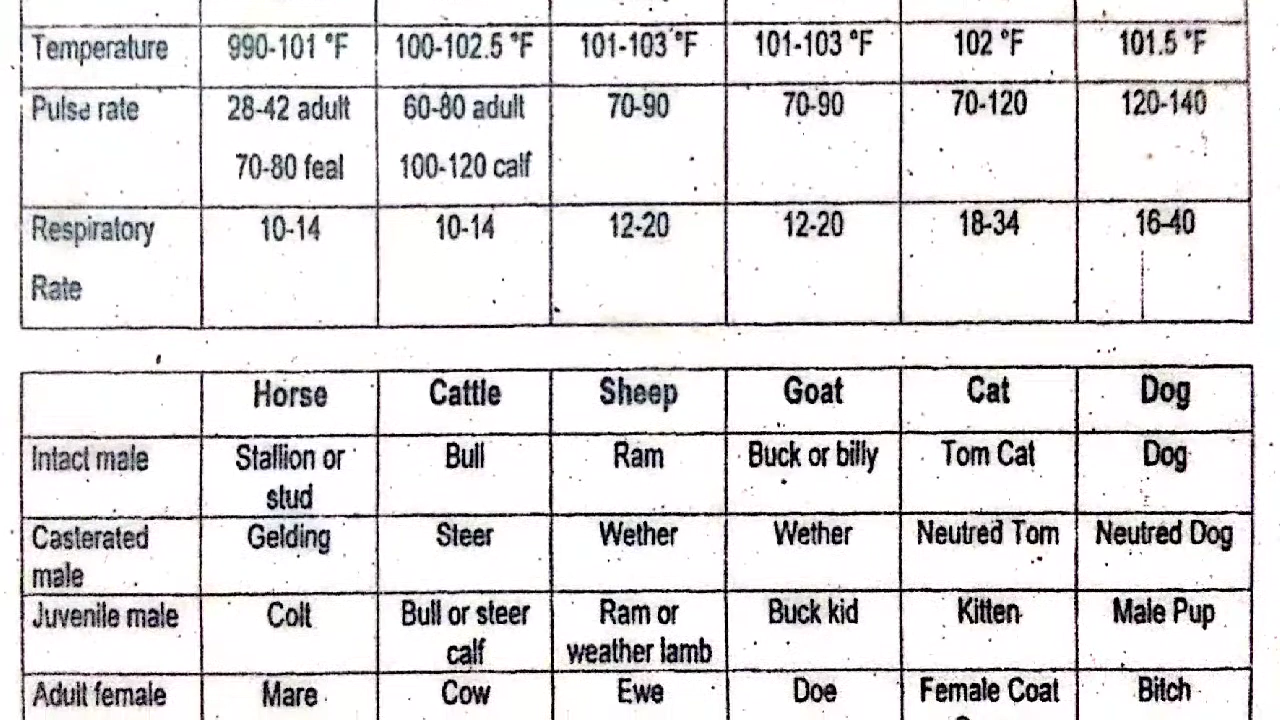 Temperature 990-101 °F 100-102.5 °F 101-103 °F 101-103 °F 102 °F 101.5 °F
Pulse rate 28-42 adult 60-80 adult 70-90 70-90 70-120 120-140
70-80 feal 100-120 calf
Respiratory 10-14 10-14 12-20 12-20 18-34 16-40
Rate
Horse Cattle Sheep Goat Cat Dog
Intact male Stallion or Bull Ram Buck or billy Tom Cat Dog
stud
Casterated Gelding Steer Wether Wether Neutred Tom Neutred Dog
male
Juvenile male Colt Bull or steer Ram or Buck kid Kitten Male Pup
calf weather lamb
Adult female Mare Cow Ewe Doe Female Coat Bitch